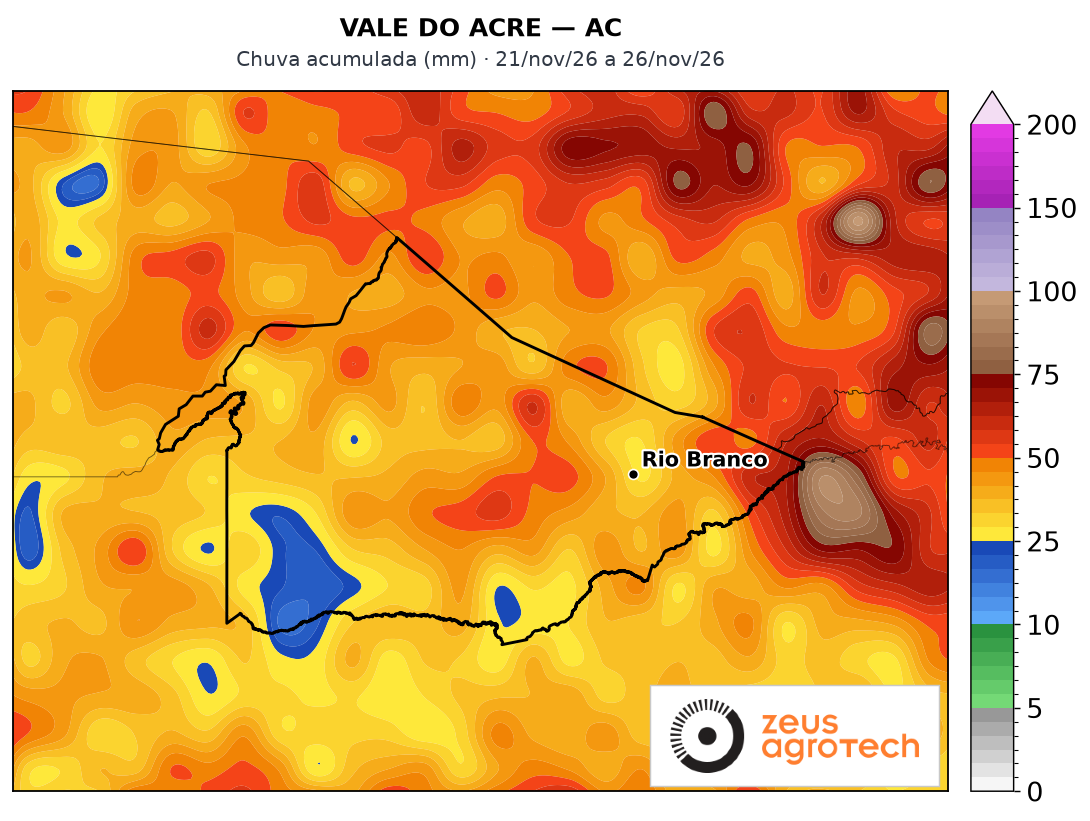 VALE DO ACRE — AC
Chuva acumulada (mm) · 21/nov/26 a 26/nov/26
200
150
100
75
50
25
10
5
0
Rio Branco
zeus
agrotech